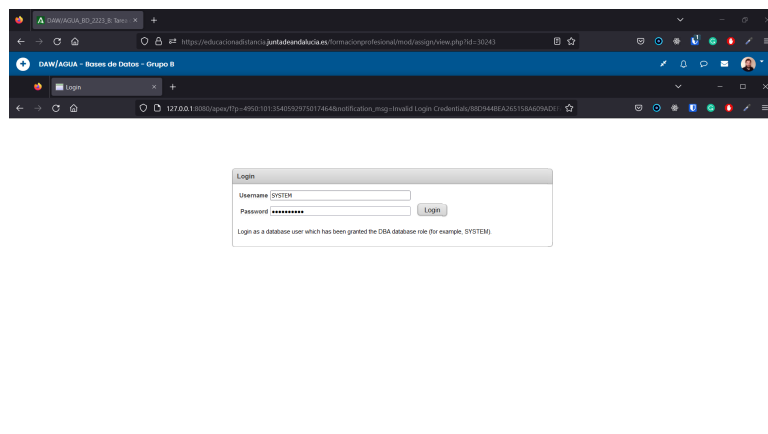 DAW/AGUA_BD_2223_B: Tarea
https://educacionadistancia.juntadeandalucia.es/formacionprofesional/mod/assign/view.php?id=30243
DAW/AGUA - Bases de Datos - Grupo B
Login
127.0.0.1:8080/apex/f?p=4950:101:3540592975017464&notification_msg=Invalid Login Credentials/88D944BEA265158A609ADEF
Login
Username SYSTEM
Password
Login
Login as a database user which has been granted the DBA database role (for example, SYSTEM).